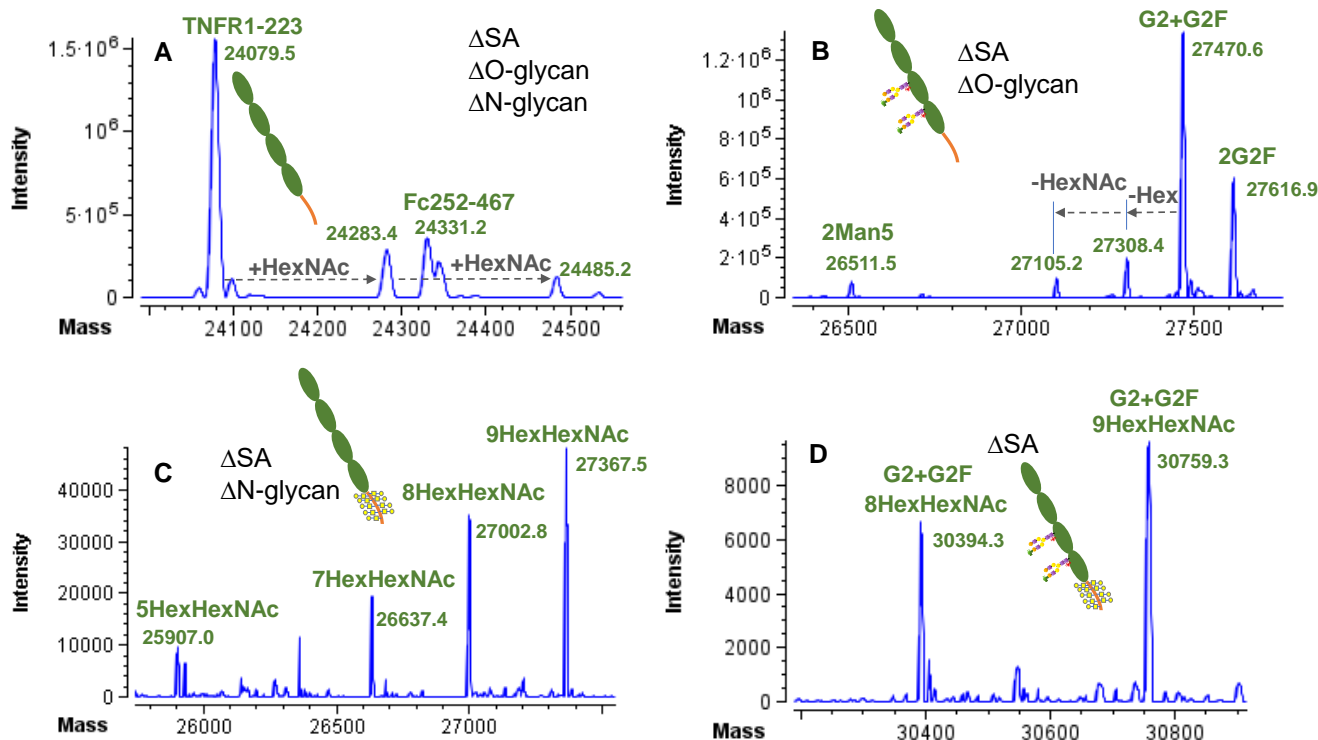 TNFR1-223
24079.5
A
ΔSA
ΔO-glycan
ΔN-glycan
Fc252-467
24331.2
24283.4
+HexNAc
+HexNAc
24485.2
1.5·10⁶
10⁶
5·10⁵
0
Intensity
Mass
24100
24200
24300
24400
24500
B
ΔSA
ΔO-glycan
G2+G2F
27470.6
2G2F
27616.9
-HexNAc
-Hex
27308.4
27105.2
2Man5
26511.5
1.2·10⁶
10⁶
8·10⁵
6·10⁵
4·10⁵
2·10⁵
0
Intensity
Mass
26500
27000
27500
C
ΔSA
ΔN-glycan
9HexHexNAc
27367.5
8HexHexNAc
27002.8
7HexHexNAc
26637.4
5HexHexNAc
25907.0
40000
30000
20000
10000
0
Intensity
Mass
26000
26500
27000
D
ΔSA
G2+G2F
9HexHexNAc
30759.3
G2+G2F
8HexHexNAc
30394.3
8000
6000
4000
2000
0
Intensity
Mass
30400
30600
30800